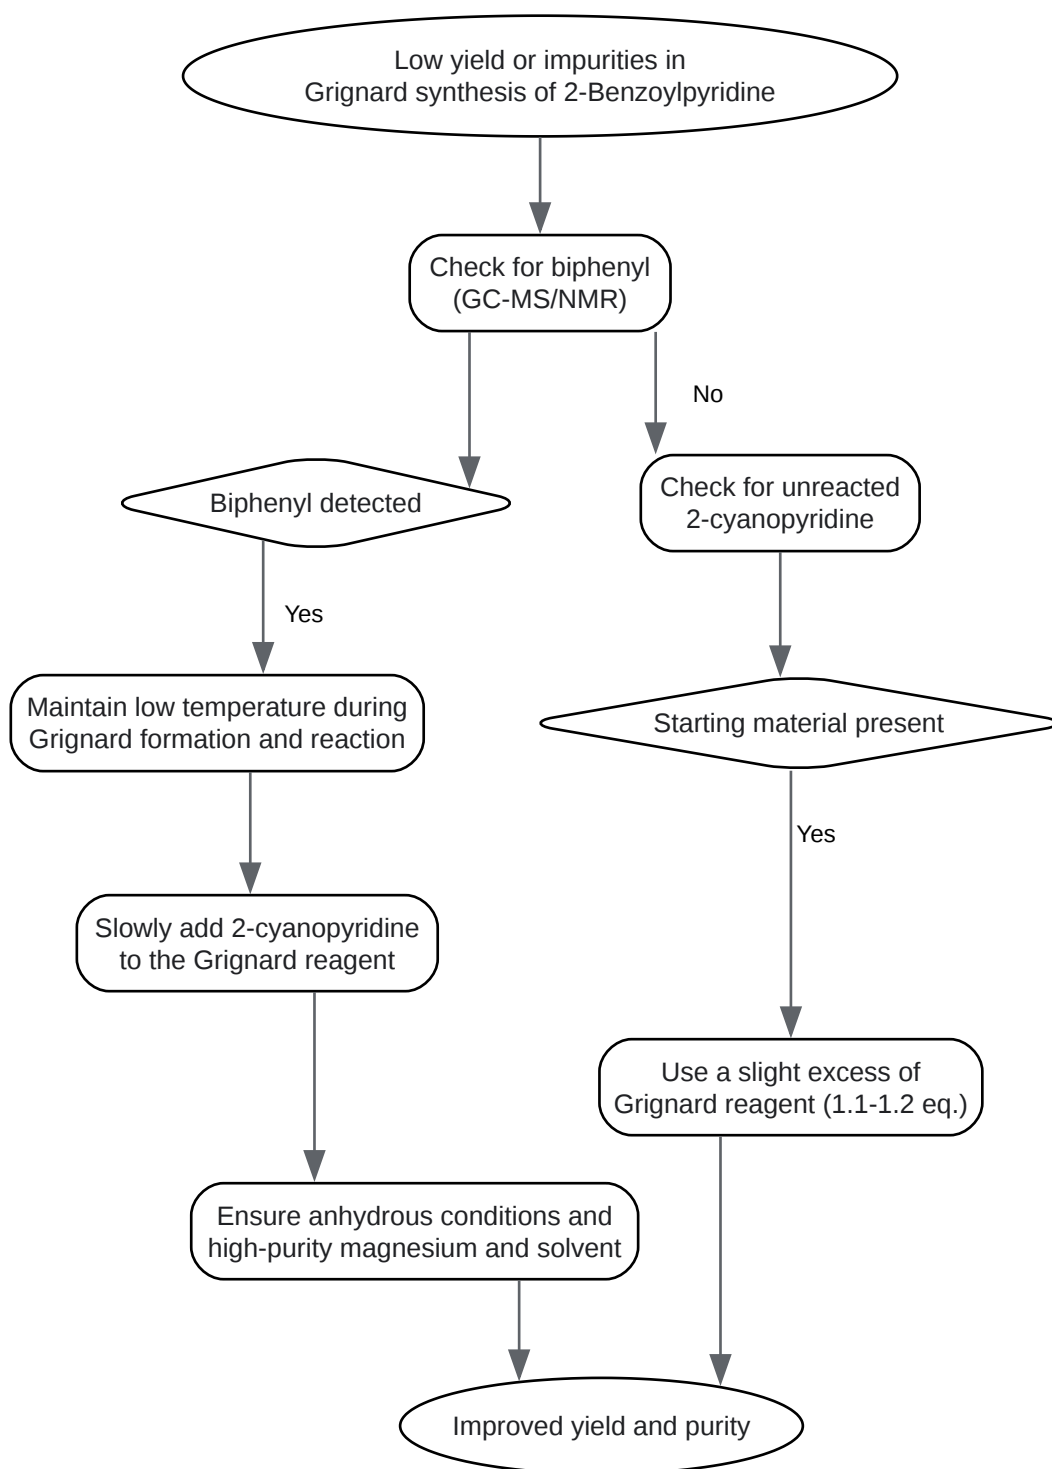 Low yield or impurities in
Grignard synthesis of 2-Benzoylpyridine
Check for biphenyl
(GC-MS/NMR)
No
Biphenyl detected
Check for unreacted
2-cyanopyridine
Yes
Maintain low temperature during
Grignard formation and reaction
Starting material present
Yes
Slowly add 2-cyanopyridine
to the Grignard reagent
Use a slight excess of
Grignard reagent (1.1-1.2 eq.)
Ensure anhydrous conditions and
high-purity magnesium and solvent
Improved yield and purity